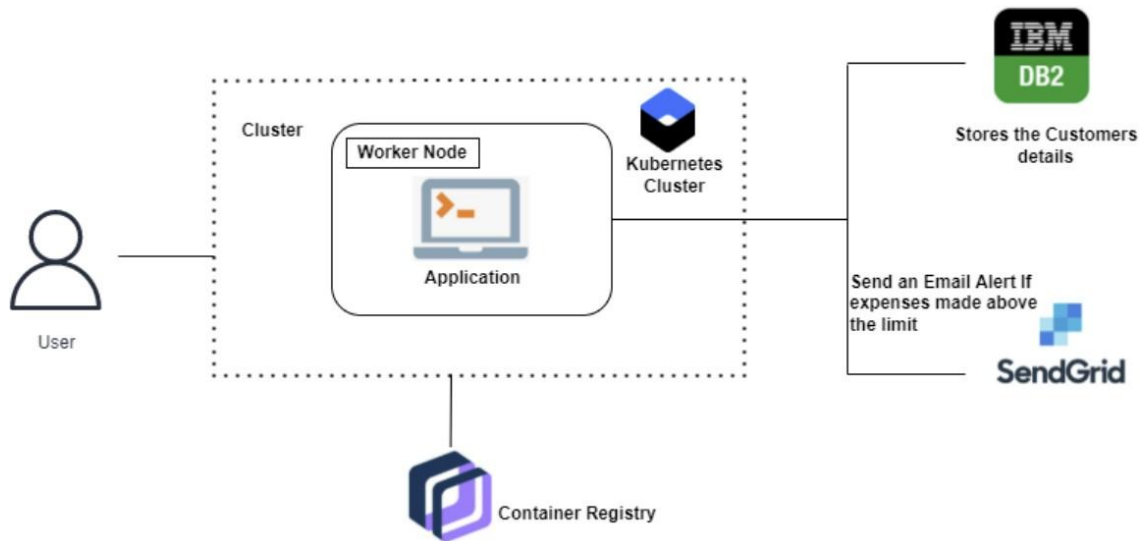 IBM
DB2
Stores the Customers
details
Cluster
Worker Node
Kubernetes
Cluster
Application
User
Send an Email Alert If
expenses made above
the limit
SendGrid
Container Registry